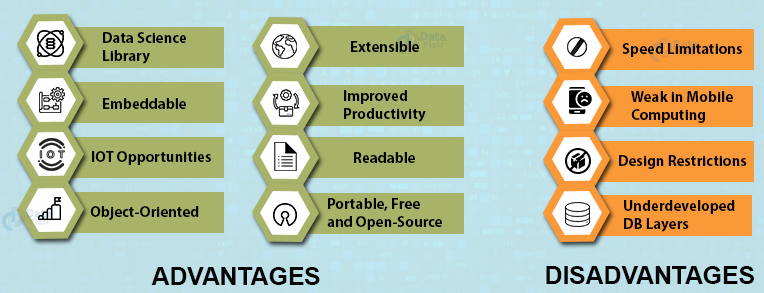 Data Science
Library
Embeddable
IOT Opportunities
IOT
Object-Oriented
Extensible
Improved
Productivity
Readable
Portable, Free
and Open-Source
ADVANTAGES
Speed Limitations
Weak in Mobile
Computing
Design Restrictions
Underdeveloped
DB Layers
DISADVANTAGES